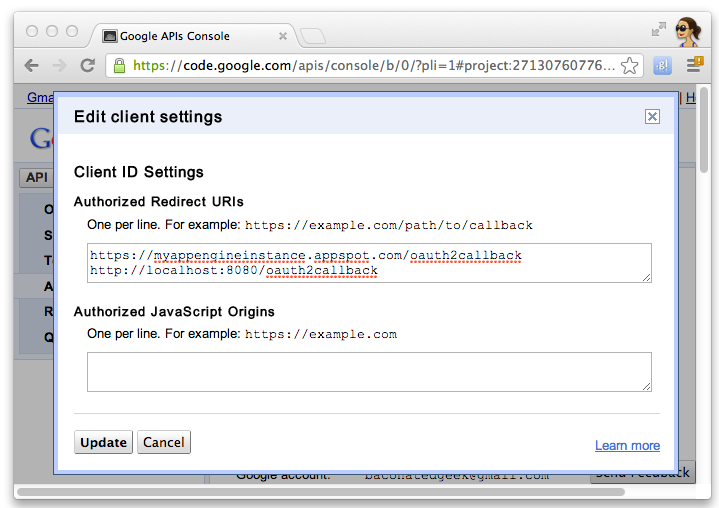 Google APIs Console
https://code.google.com/apis/console/b/0/?pli=1#project:27130760776...
:g!
Gma
API
Edit client settings
Client ID Settings
Authorized Redirect URIs
One per line. For example: https://example.com/path/to/callback
https://myappengineinstance.appspot.com/oauth2callback
http://localhost:8080/oauth2callback
Authorized JavaScript Origins
One per line. For example: https://example.com
Update
Cancel
Learn more
Google account:
baconatedgeek@gmail.com
Send Feedback